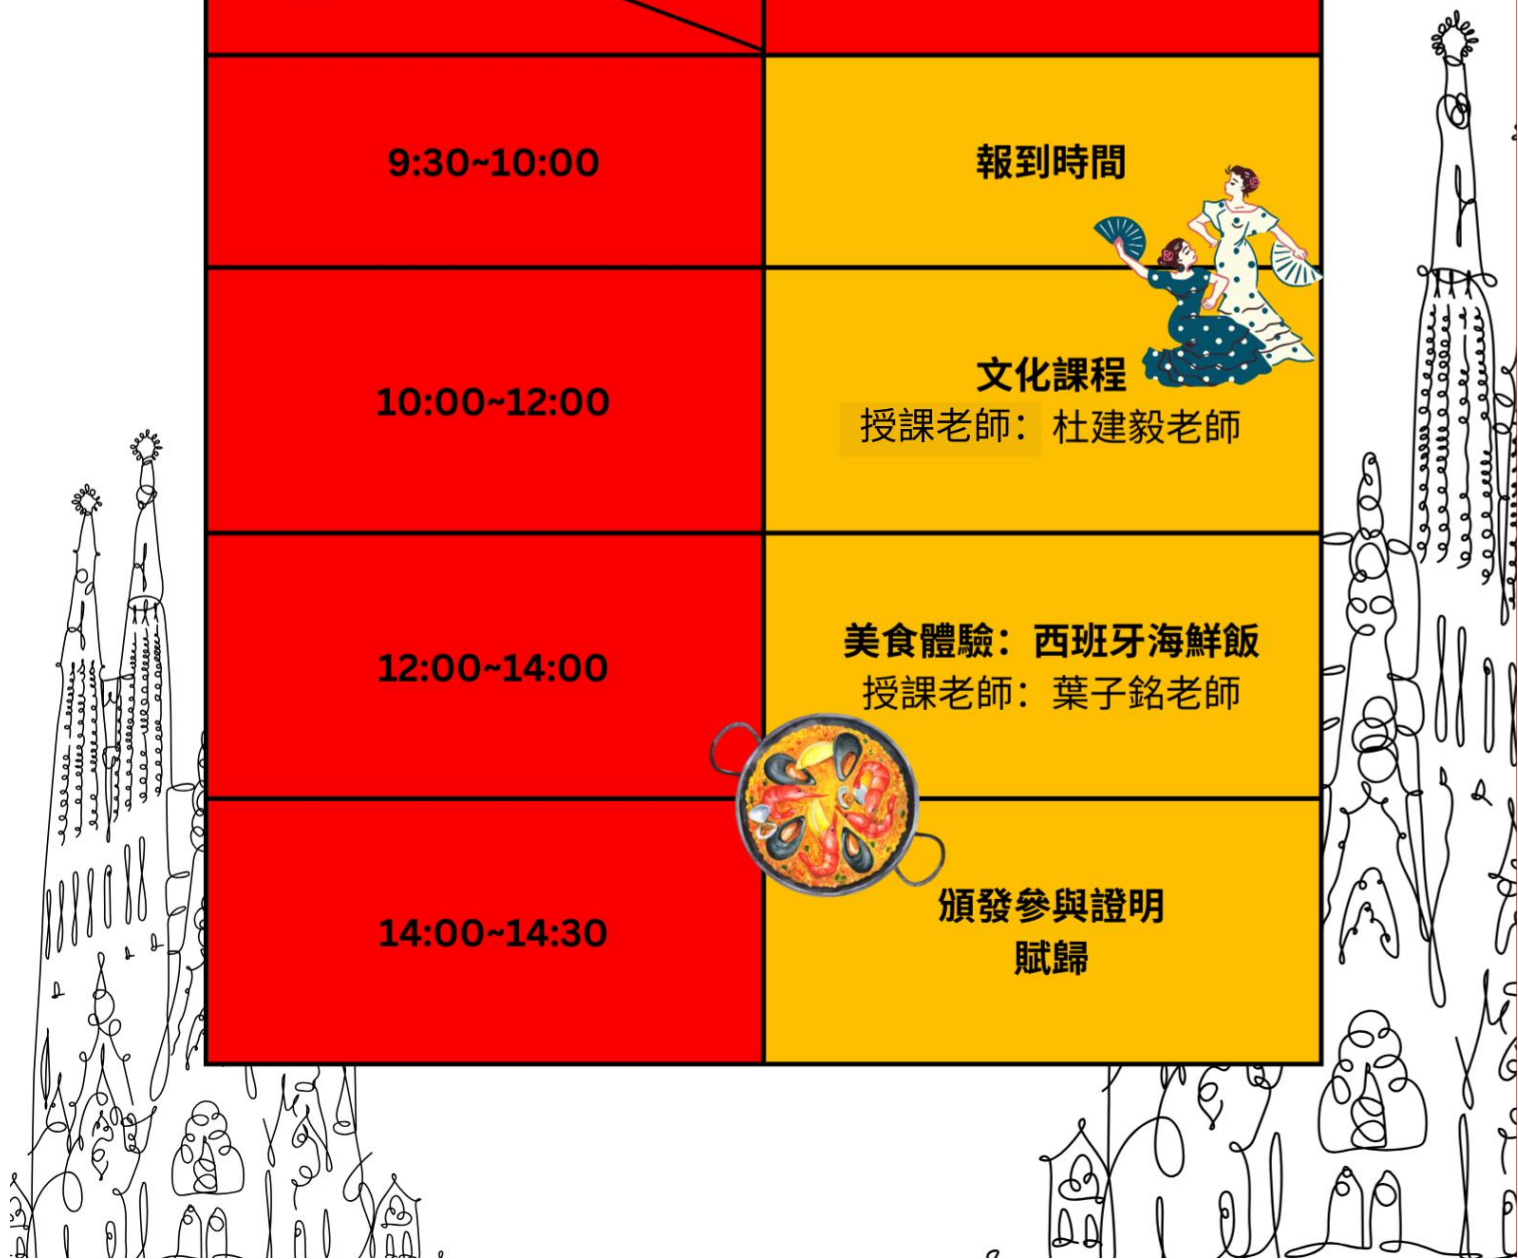 9:30~10:00
報到時間
10:00~12:00
文化課程
授課老師：杜建毅老師
12:00~14:00
美食體驗：西班牙海鮮飯
授課老師：葉子銘老師
14:00~14:30
頒發參與證明
賦歸